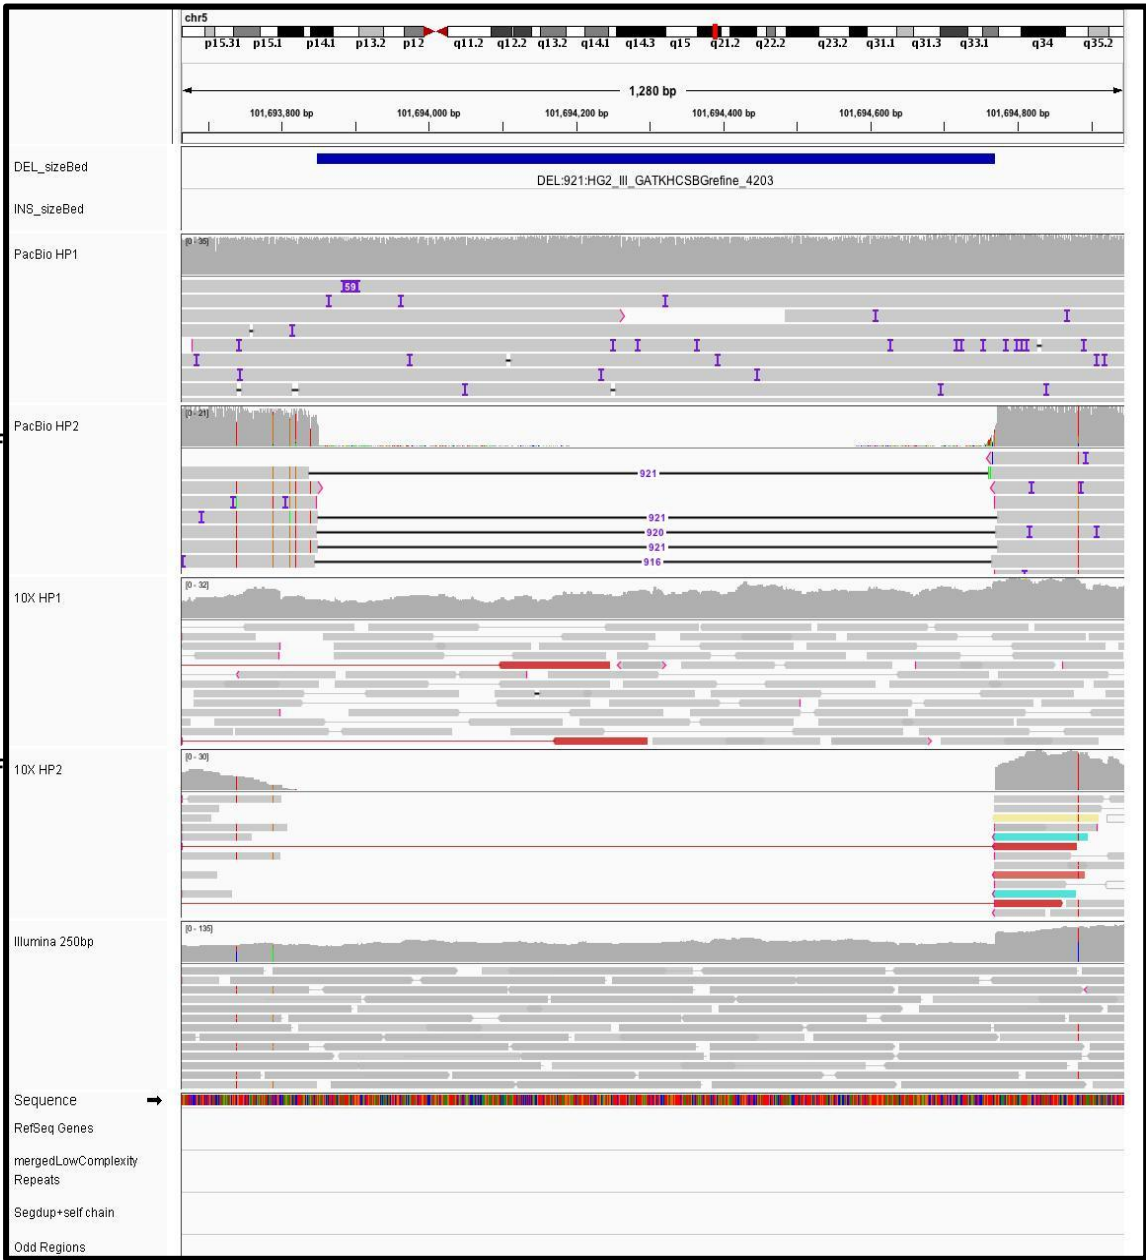 chr5
p15.31 p15.1 p14.1 p13.2 p12 q11.2 q12.2 q13.2 q14.1 q14.3 q15 q21.2 q22.2 q23.2 q31.1 q31.3 q33.1 q34 q35.2
1,280 bp
101,693,800 bp 101,694,000 bp 101,694,200 bp 101,694,400 bp 101,694,600 bp 101,694,800 bp
DEL_sizeBed
DEL:921:HG2_III_GATKHCSBGrefine_4203
INS_sizeBed
[0 - 35]
PacBio HP1
59
[0 - 21]
PacBio HP2
921
921
920
921
916
[0 - 32]
10X HP1
[0 - 30]
10X HP2
[0 - 135]
Illumina 250bp
Sequence
RefSeq Genes
mergedLowComplexity
Repeats
Segdup+self chain
Odd Regions